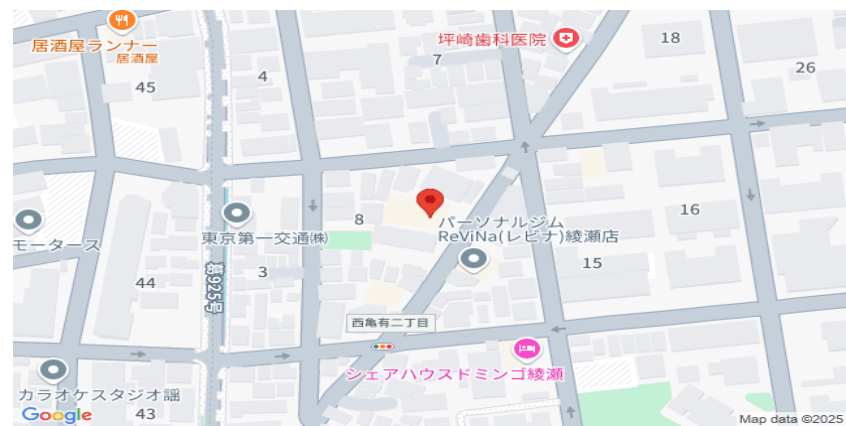 居酒屋ランナー
居酒屋
坪崎歯科医院
18
7
26
4
45
パーソナルジム
ReViNa(レビナ)綾瀬店
16
8
東京第一交通㈱
モータース
15
3
44
葛925号
西亀有二丁目
シェアハウスドミンゴ綾瀬
カラオケスタジオ謡
43
Google
Map data ©2025